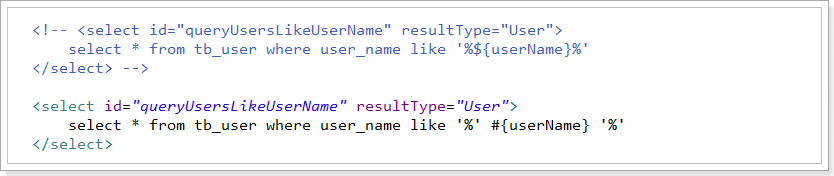 <!-- <select id="queryUsersLikeUserName" resultType="User">
select * from tb_user where user_name like '%${userName}%'
</select> -->
<select id="queryUsersLikeUserName" resultType="User">
select * from tb_user where user_name like '%' #{userName} '%'
</select>